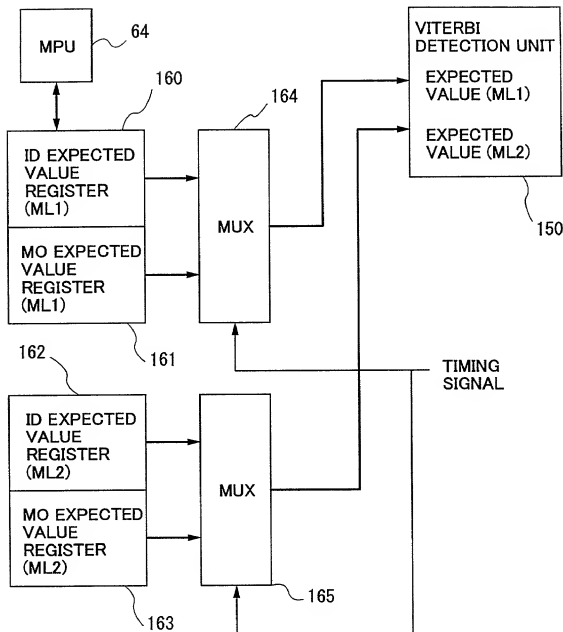 MPU
64
160
164
VITERBI
DETECTION UNIT
EXPECTED
VALUE (ML1)
EXPECTED
VALUE (ML2)
150
ID EXPECTED
VALUE
REGISTER
(ML1)
MUX
MO EXPECTED
VALUE
REGISTER
(ML1)
161
162
TIMING
SIGNAL
ID EXPECTED
VALUE
REGISTER
(ML2)
MUX
MO EXPECTED
VALUE
REGISTER
(ML2)
163
165